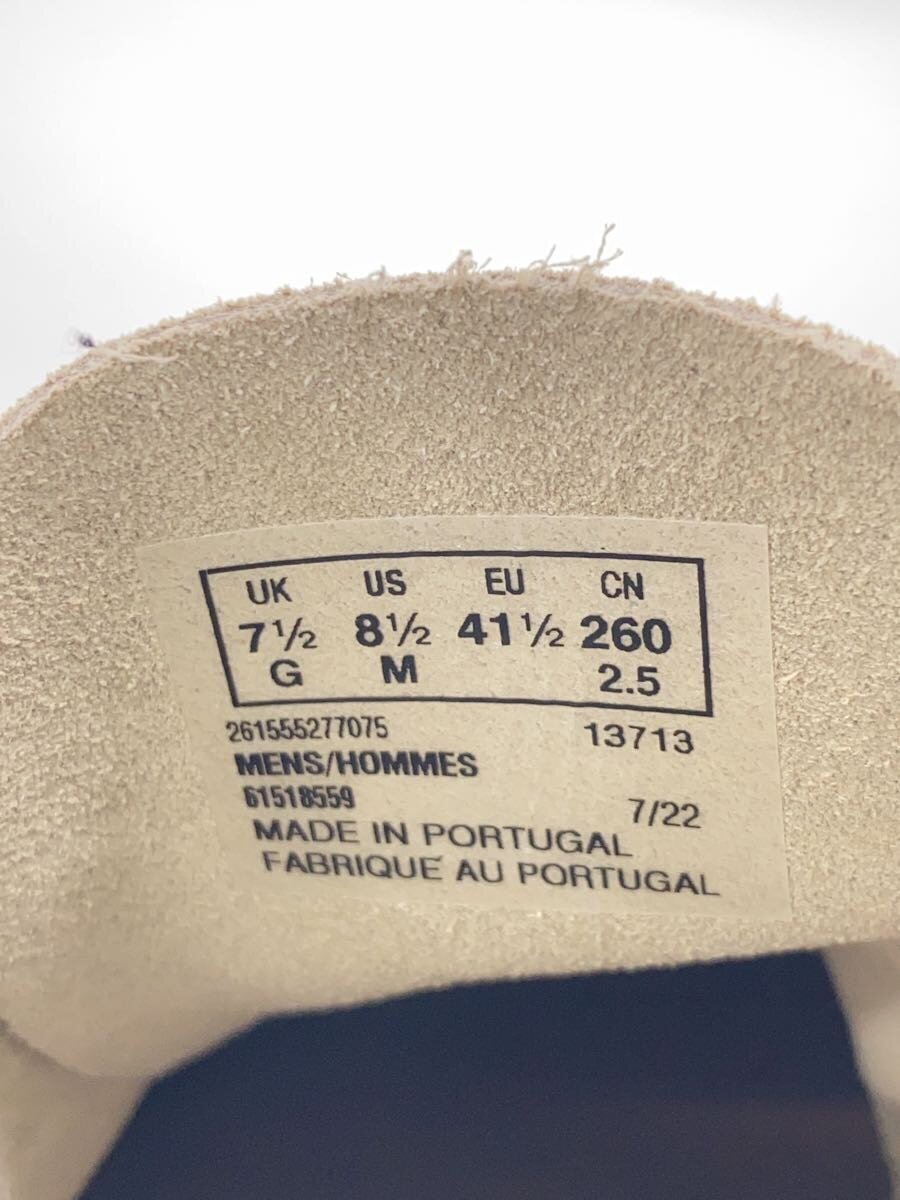 UK US EU CN
7½ 8½ 41½ 260
G M 2.5
261555277075 13713
MENS/HOMMES
61518559 7/22
MADE IN PORTUGAL
FABRIQUÉ AU PORTUGAL